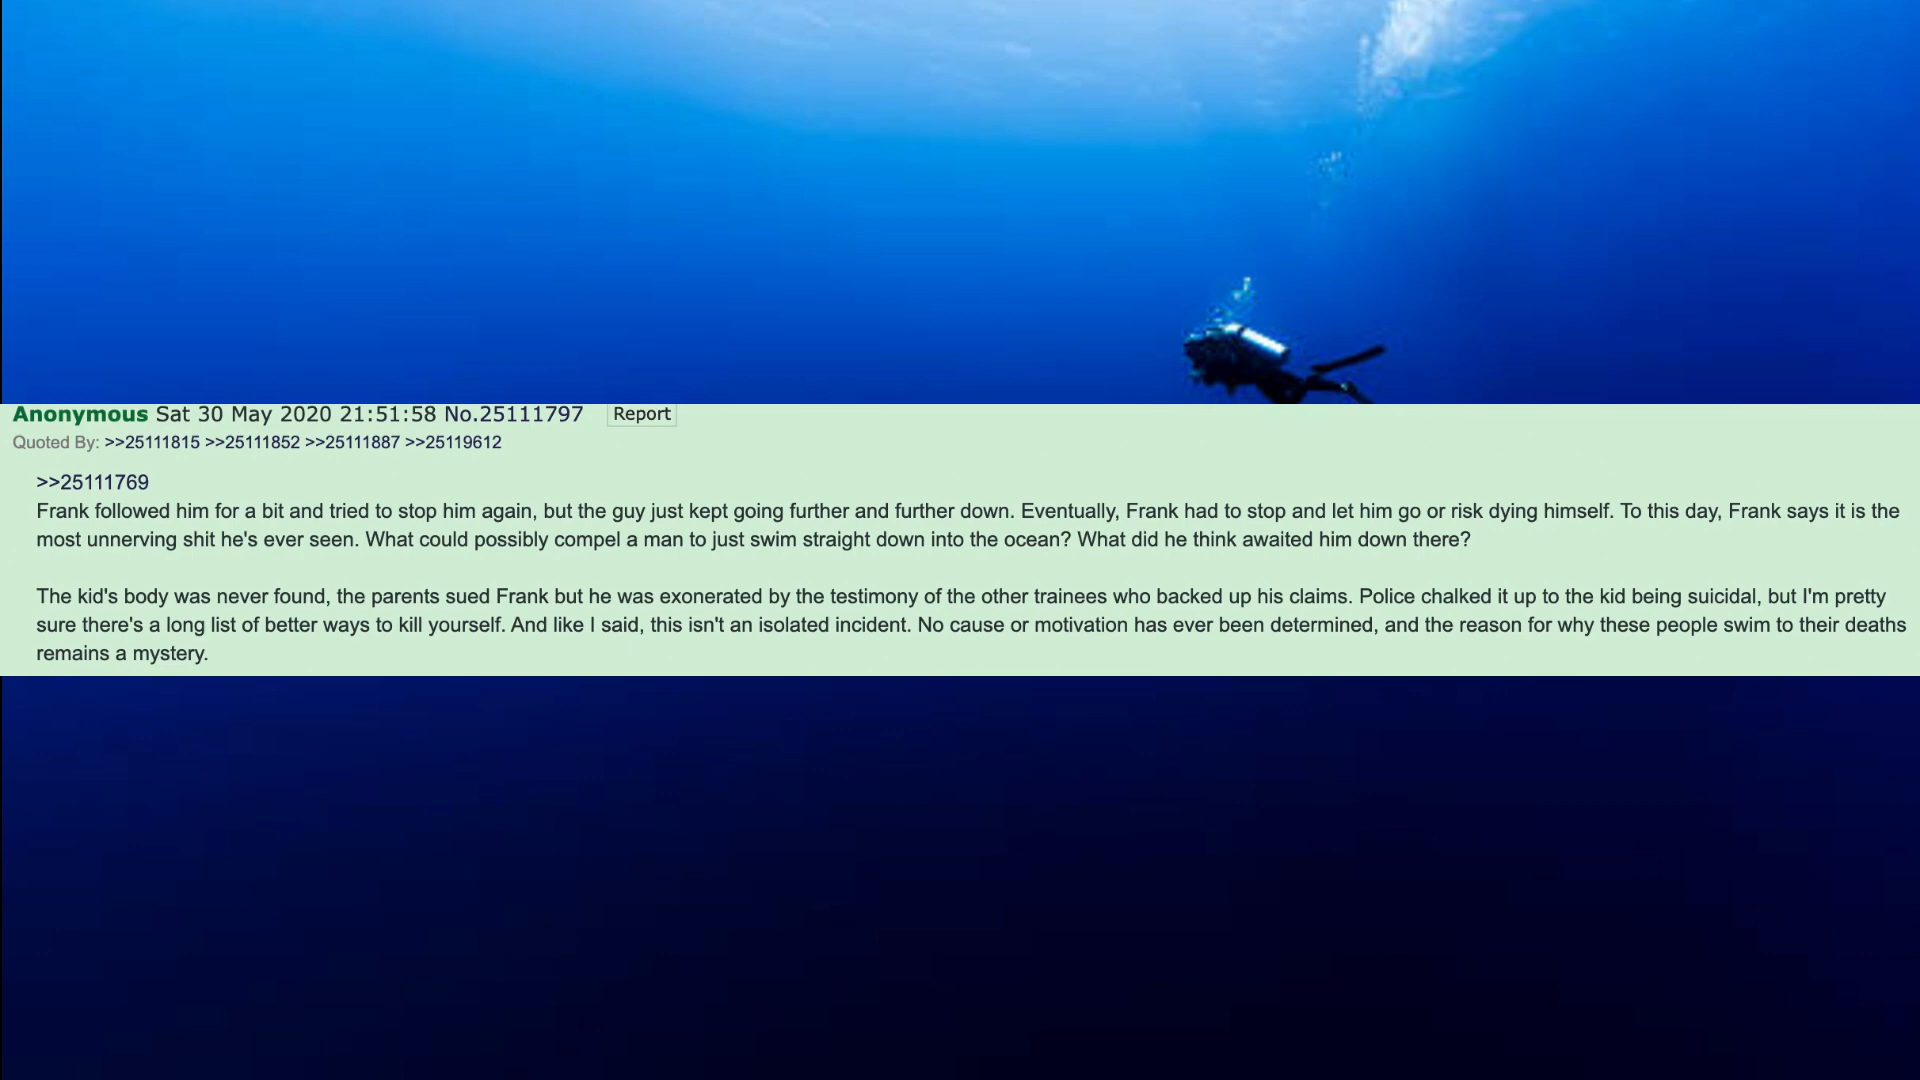 Anonymous Sat 30 May 2020 21:51:58 No.25111797 Report
Quoted By: >>25111815 >>25111852 >>25111887 >>25119612
>>25111769
Frank followed him for a bit and tried to stop him again, but the guy just kept going further and further down. Eventually, Frank had to stop and let him go or risk dying himself. To this day, Frank says it is the
most unnerving shit he's ever seen. What could possibly compel a man to just swim straight down into the ocean? What did he think awaited him down there?
The kid's body was never found, the parents sued Frank but he was exonerated by the testimony of the other trainees who backed up his claims. Police chalked it up to the kid being suicidal, but I'm pretty
sure there's a long list of better ways to kill yourself. And like I said, this isn't an isolated incident. No cause or motivation has ever been determined, and the reason for why these people swim to their deaths
remains a mystery.